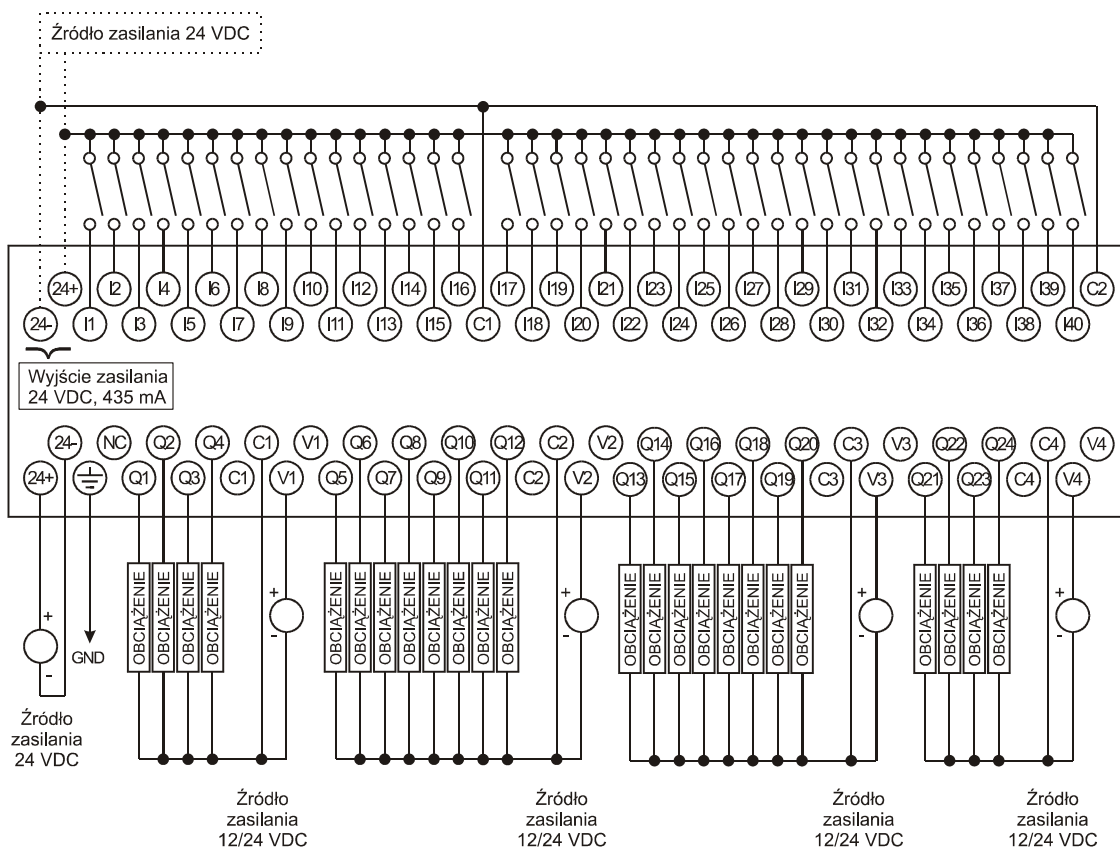 Źródło zasilania 24 VDC
24+ I2 I4 I6 I8 I10 I12 I14 I16 I17 I19 I21 I23 I25 I27 I29 I31 I33 I35 I37 I39 C2
24- I1 I3 I5 I7 I9 I11 I13 I15 C1 I18 I20 I22 I24 I26 I28 I30 I32 I34 I36 I38 I40
Wyjście zasilania
24 VDC, 435 mA
24- NC Q2 Q4 C1 V1 Q6 Q8 Q10 Q12 C2 V2 Q14 Q16 Q18 Q20 C3 V3 Q22 Q24 C4 V4
24+ Q1 Q3 C1 V1 Q5 Q7 Q9 Q11 C2 V2 Q13 Q15 Q17 Q19 C3 V3 Q21 Q23 C4 V4
OBCIĄŻENIE OBCIĄŻENIE OBCIĄŻENIE OBCIĄŻENIE OBCIĄŻENIE OBCIĄŻENIE OBCIĄŻENIE OBCIĄŻENIE OBCIĄŻENIE OBCIĄŻENIE OBCIĄŻENIE OBCIĄŻENIE OBCIĄŻENIE OBCIĄŻENIE OBCIĄŻENIE OBCIĄŻENIE OBCIĄŻENIE OBCIĄŻENIE OBCIĄŻENIE OBCIĄŻENIE OBCIĄŻENIE OBCIĄŻENIE OBCIĄŻENIE OBCIĄŻENIE
+ + + +
- - - -
+
-
GND
Źródło
zasilania
24 VDC
Źródło
zasilania
12/24 VDC
Źródło
zasilania
12/24 VDC
Źródło
zasilania
12/24 VDC
Źródło
zasilania
12/24 VDC